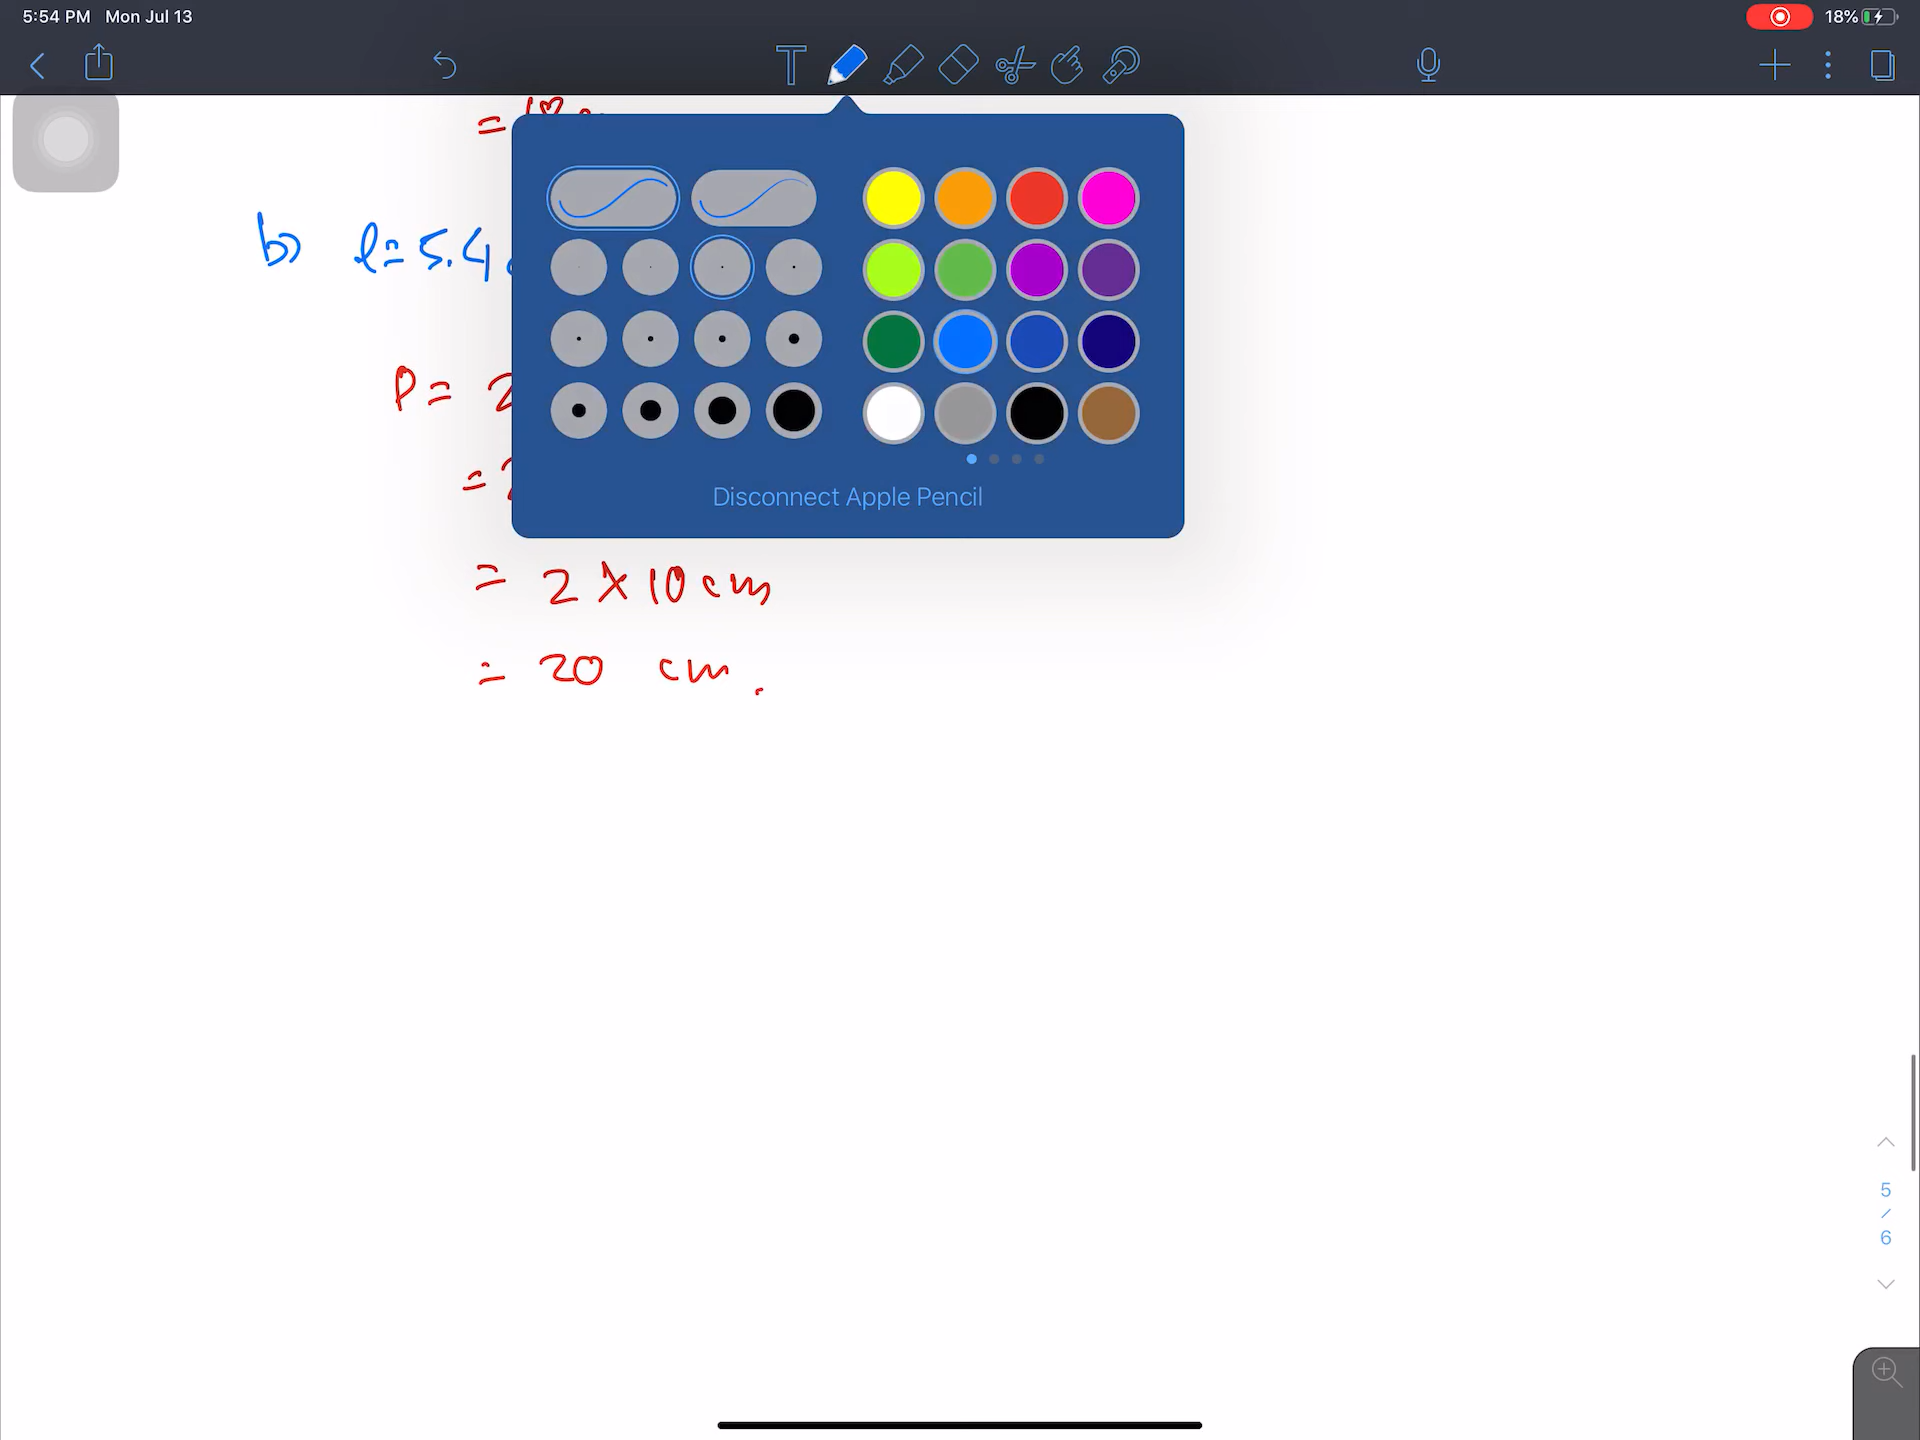 5:54 PM Mon Jul 13
18%
T
=
b) l= 5.4
P= 2
= 2
Disconnect Apple Pencil
= 2 × 10 cm
= 20 cm.
5
/
6